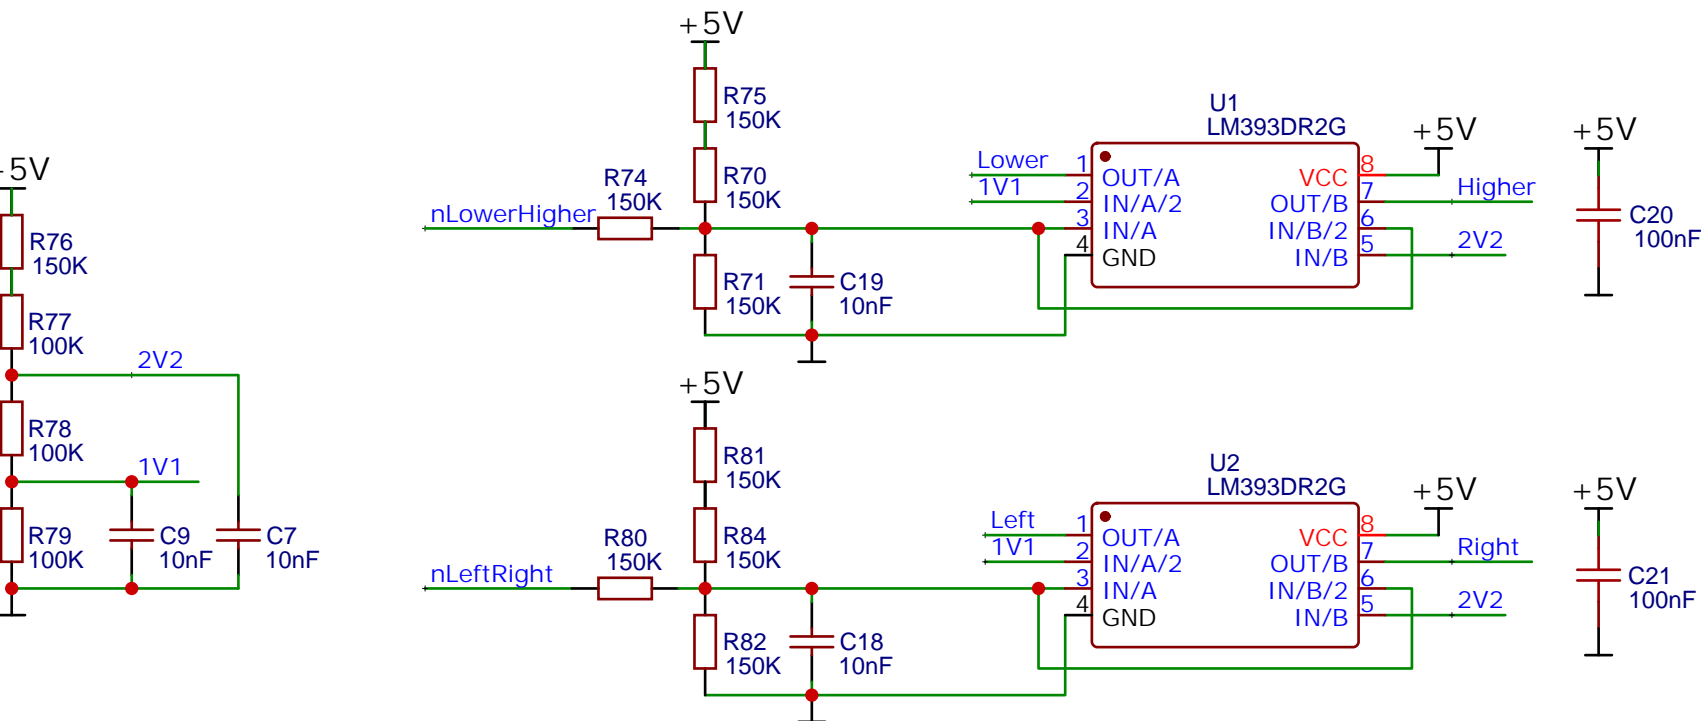 +5V
R76
150K
R77
100K
2V2
R78
100K
1V1
R79
100K
C9
10nF
C7
10nF
+5V
R75
150K
R70
150K
R74
150K
nLowerHigher
R71
150K
C19
10nF
U1
LM393DR2G
Lower
1
OUT/A
1V1
2
IN/A/2
3
IN/A
4
GND
VCC
8
+5V
OUT/B
7
Higher
IN/B/2
6
IN/B
5
2V2
+5V
C20
100nF
+5V
R81
150K
R84
150K
R80
150K
nLeftRight
R82
150K
C18
10nF
U2
LM393DR2G
Left
1
OUT/A
1V1
2
IN/A/2
3
IN/A
4
GND
VCC
8
+5V
OUT/B
7
Right
IN/B/2
6
IN/B
5
2V2
+5V
C21
100nF